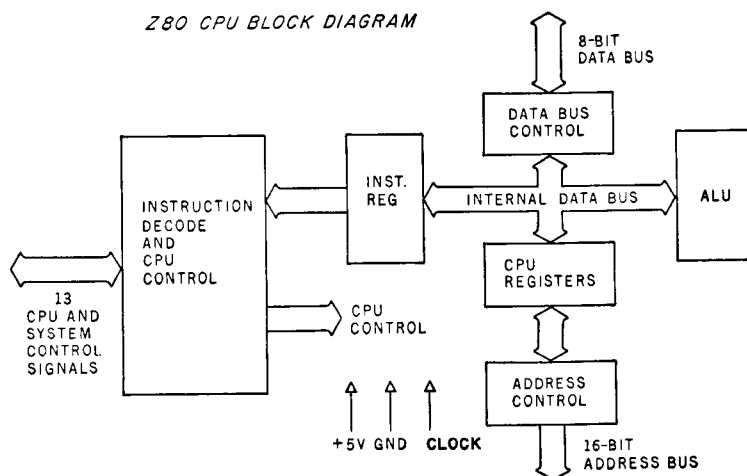 Z80 CPU BLOCK DIAGRAM
8-BIT
DATA BUS
DATA BUS
CONTROL
INSTRUCTION
DECODE
AND
CPU
CONTROL
INST.
REG
INTERNAL DATA BUS
ALU
CPU
REGISTERS
13
CPU AND
SYSTEM
CONTROL
SIGNALS
CPU
CONTROL
ADDRESS
CONTROL
+5V GND CLOCK
16-BIT
ADDRESS BUS